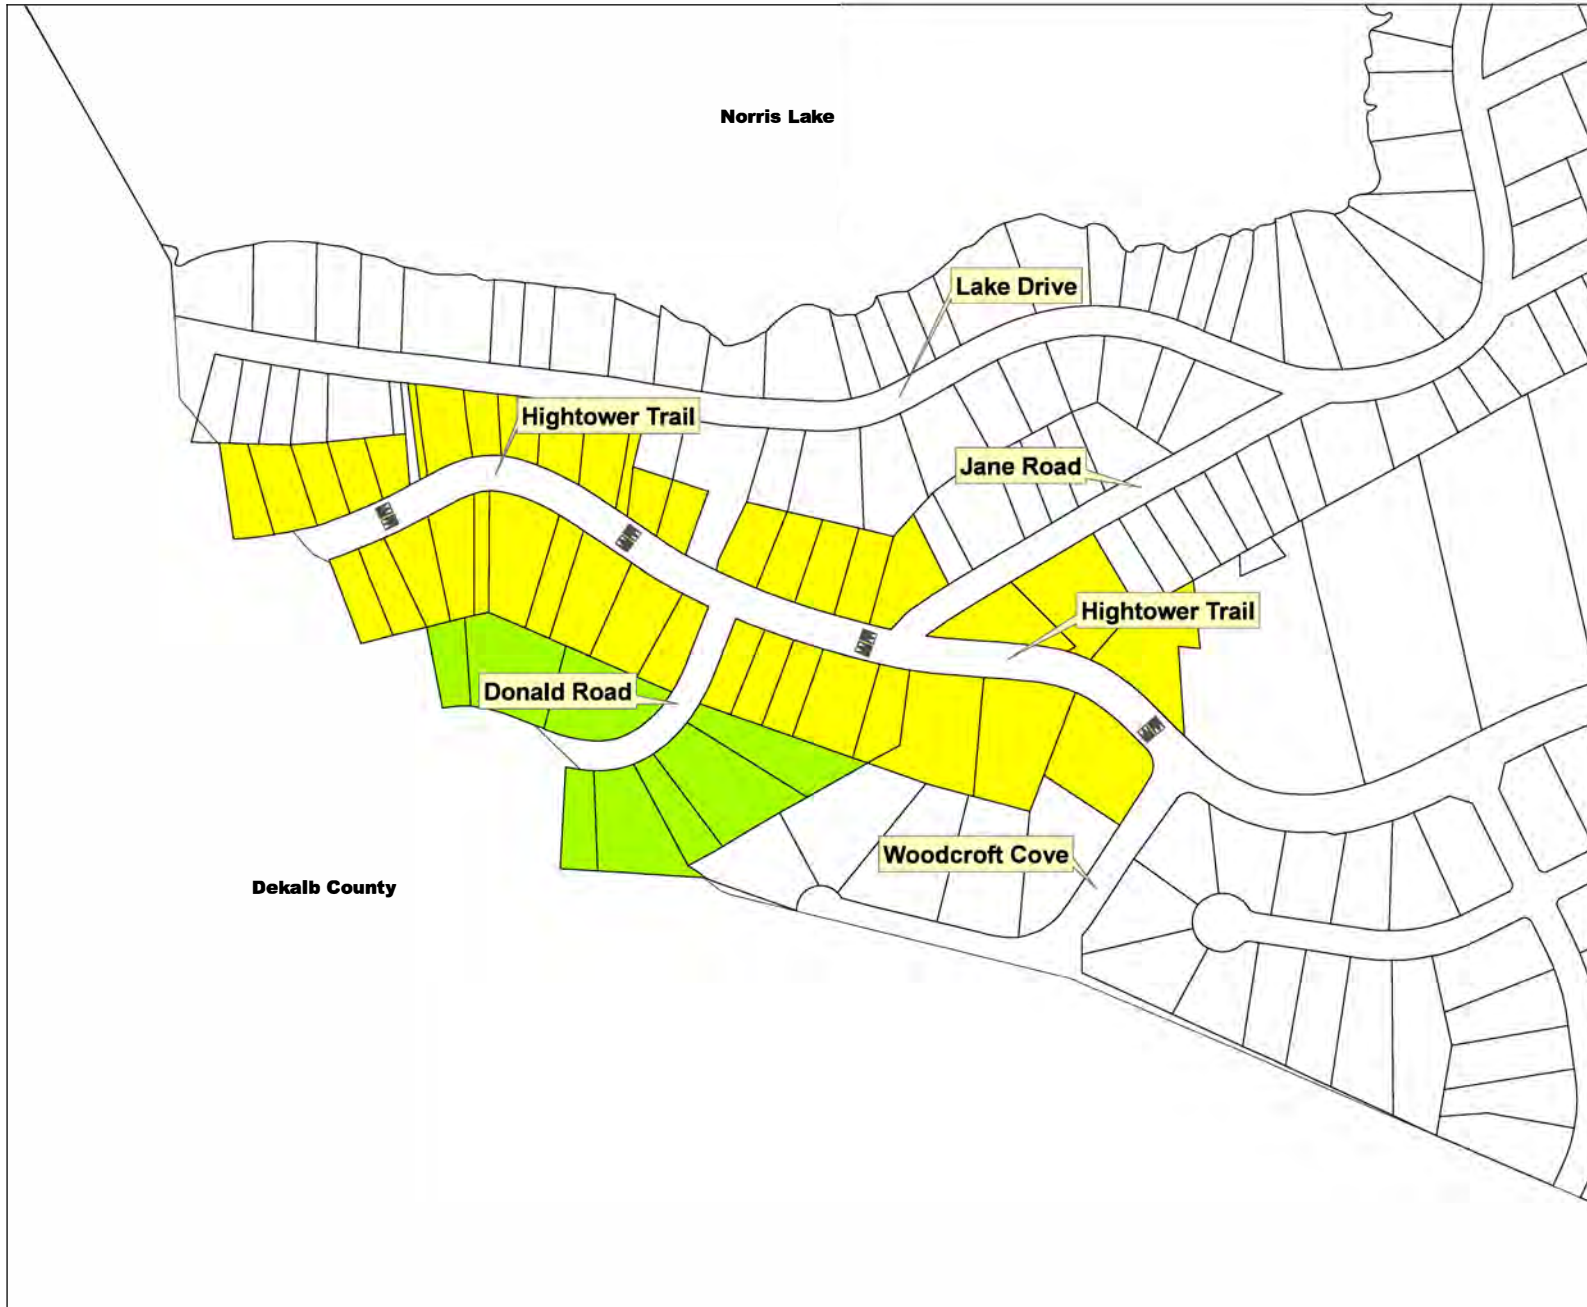 Norris Lake
Lake Drive
Hightower Trail
Jane Road
Hightower Trail
Donald Road
Woodcroft Cove
Dekalb County